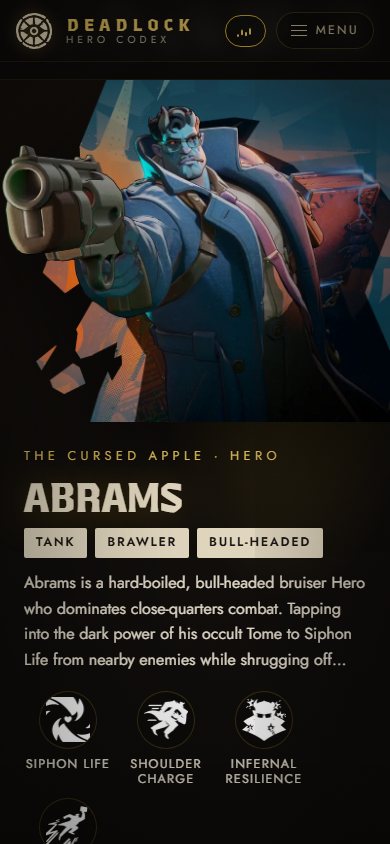 DEADLOCK
HERO CODEX
MENU
THE CURSED APPLE · HERO
ABRAMS
TANK
BRAWLER
BULL-HEADED
Abrams is a hard-boiled, bull-headed bruiser Hero
who dominates close-quarters combat. Tapping
into the dark power of his occult Tome to Siphon
Life from nearby enemies while shrugging off...
SIPHON LIFE
SHOULDER
CHARGE
INFERNAL
RESILIENCE